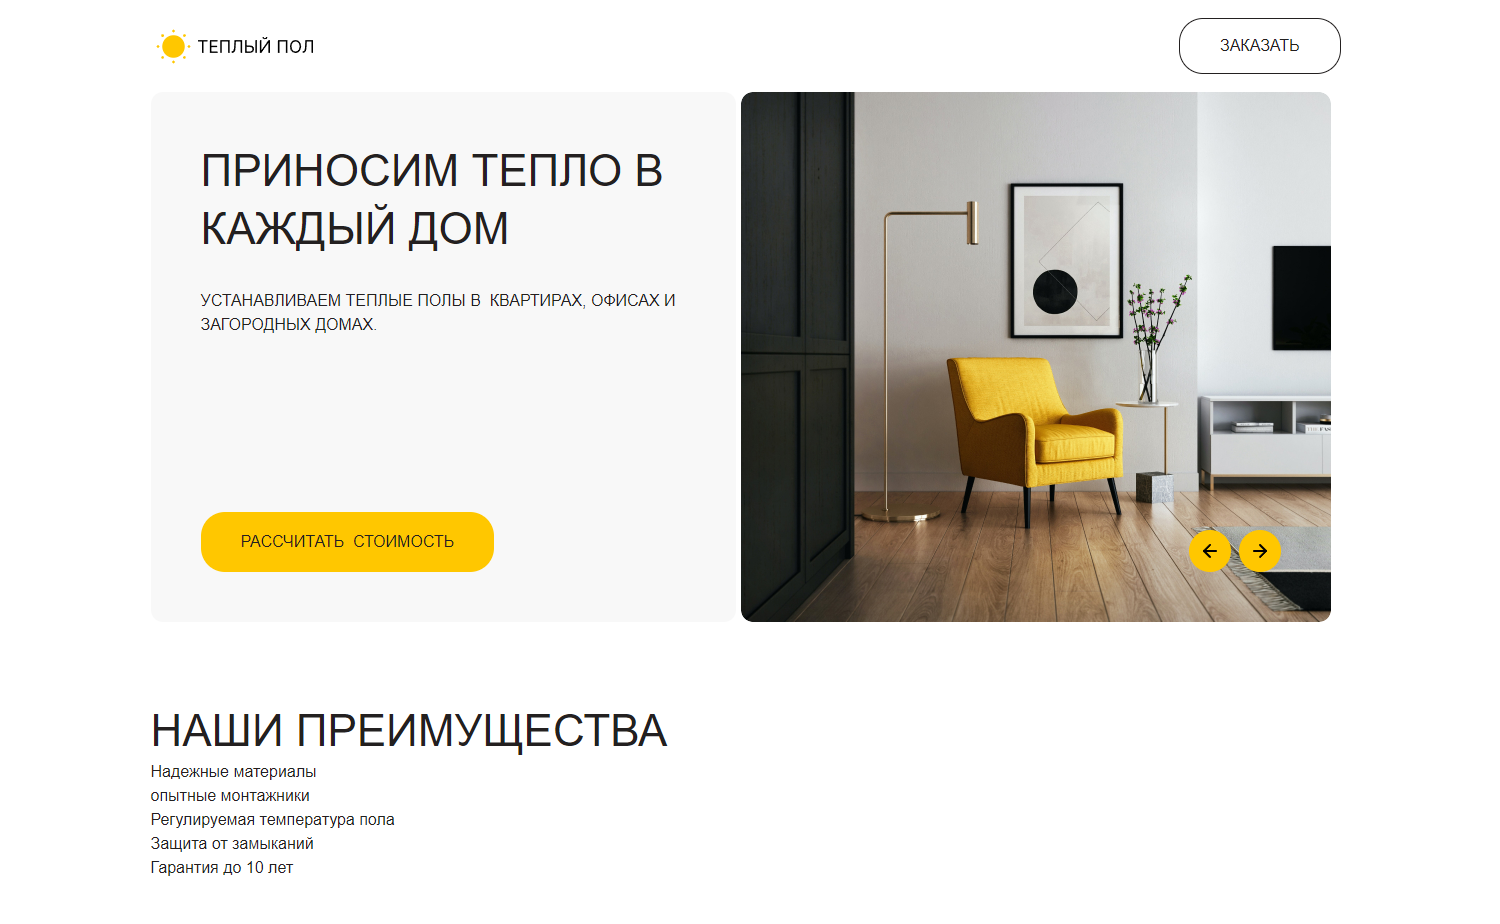 ТЕПЛЫЙ ПОЛ
ЗАКАЗАТЬ
ПРИНОСИМ ТЕПЛО В
КАЖДЫЙ ДОМ
УСТАНАВЛИВАЕМ ТЕПЛЫЕ ПОЛЫ В КВАРТИРАХ, ОФИСАХ И
ЗАГОРОДНЫХ ДОМАХ.
РАССЧИТАТЬ СТОИМОСТЬ
НАШИ ПРЕИМУЩЕСТВА
Надежные материалы
опытные монтажники
Регулируемая температура пола
Защита от замыканий
Гарантия до 10 лет